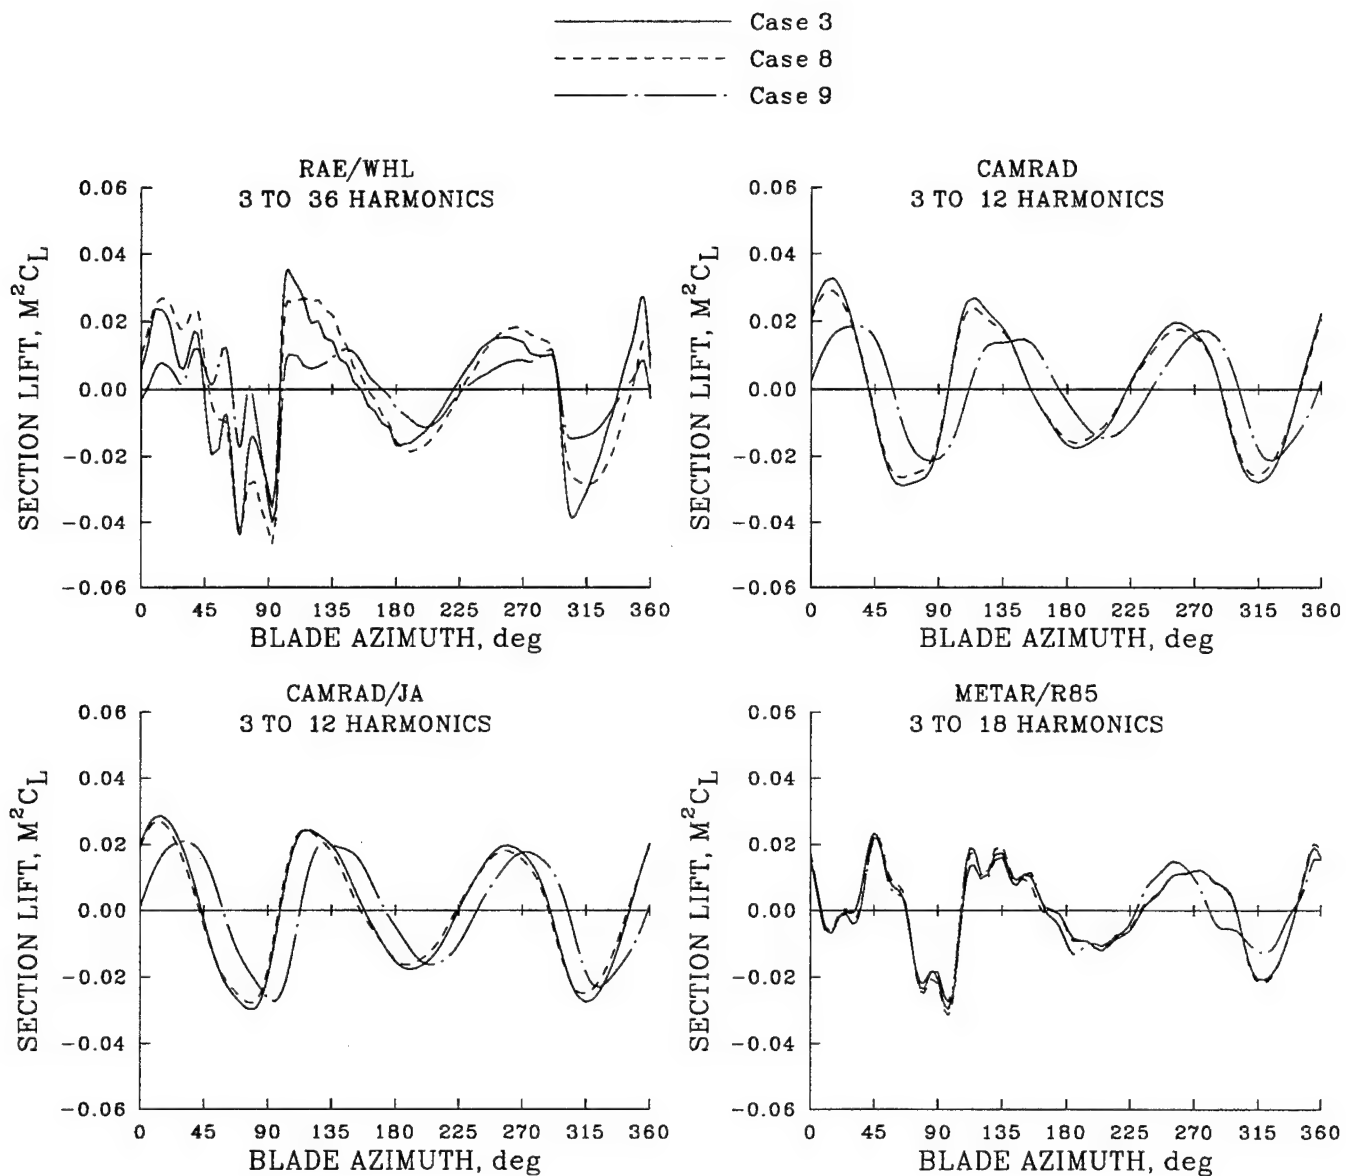 Case 3
Case 8
Case 9
RAE/WHL
3 TO 36 HARMONICS
0.06
0.04
0.02
0.00
−0.02
−0.04
−0.06
SECTION LIFT, M²C_L
0 45 90 135 180 225 270 315 360
BLADE AZIMUTH, deg
CAMRAD
3 TO 12 HARMONICS
0.06
0.04
0.02
0.00
−0.02
−0.04
−0.06
SECTION LIFT, M²C_L
0 45 90 135 180 225 270 315 360
BLADE AZIMUTH, deg
CAMRAD/JA
3 TO 12 HARMONICS
0.06
0.04
0.02
0.00
−0.02
−0.04
−0.06
SECTION LIFT, M²C_L
0 45 90 135 180 225 270 315 360
BLADE AZIMUTH, deg
METAR/R85
3 TO 18 HARMONICS
0.06
0.04
0.02
0.00
−0.02
−0.04
−0.06
SECTION LIFT, M²C_L
0 45 90 135 180 225 270 315 360
BLADE AZIMUTH, deg